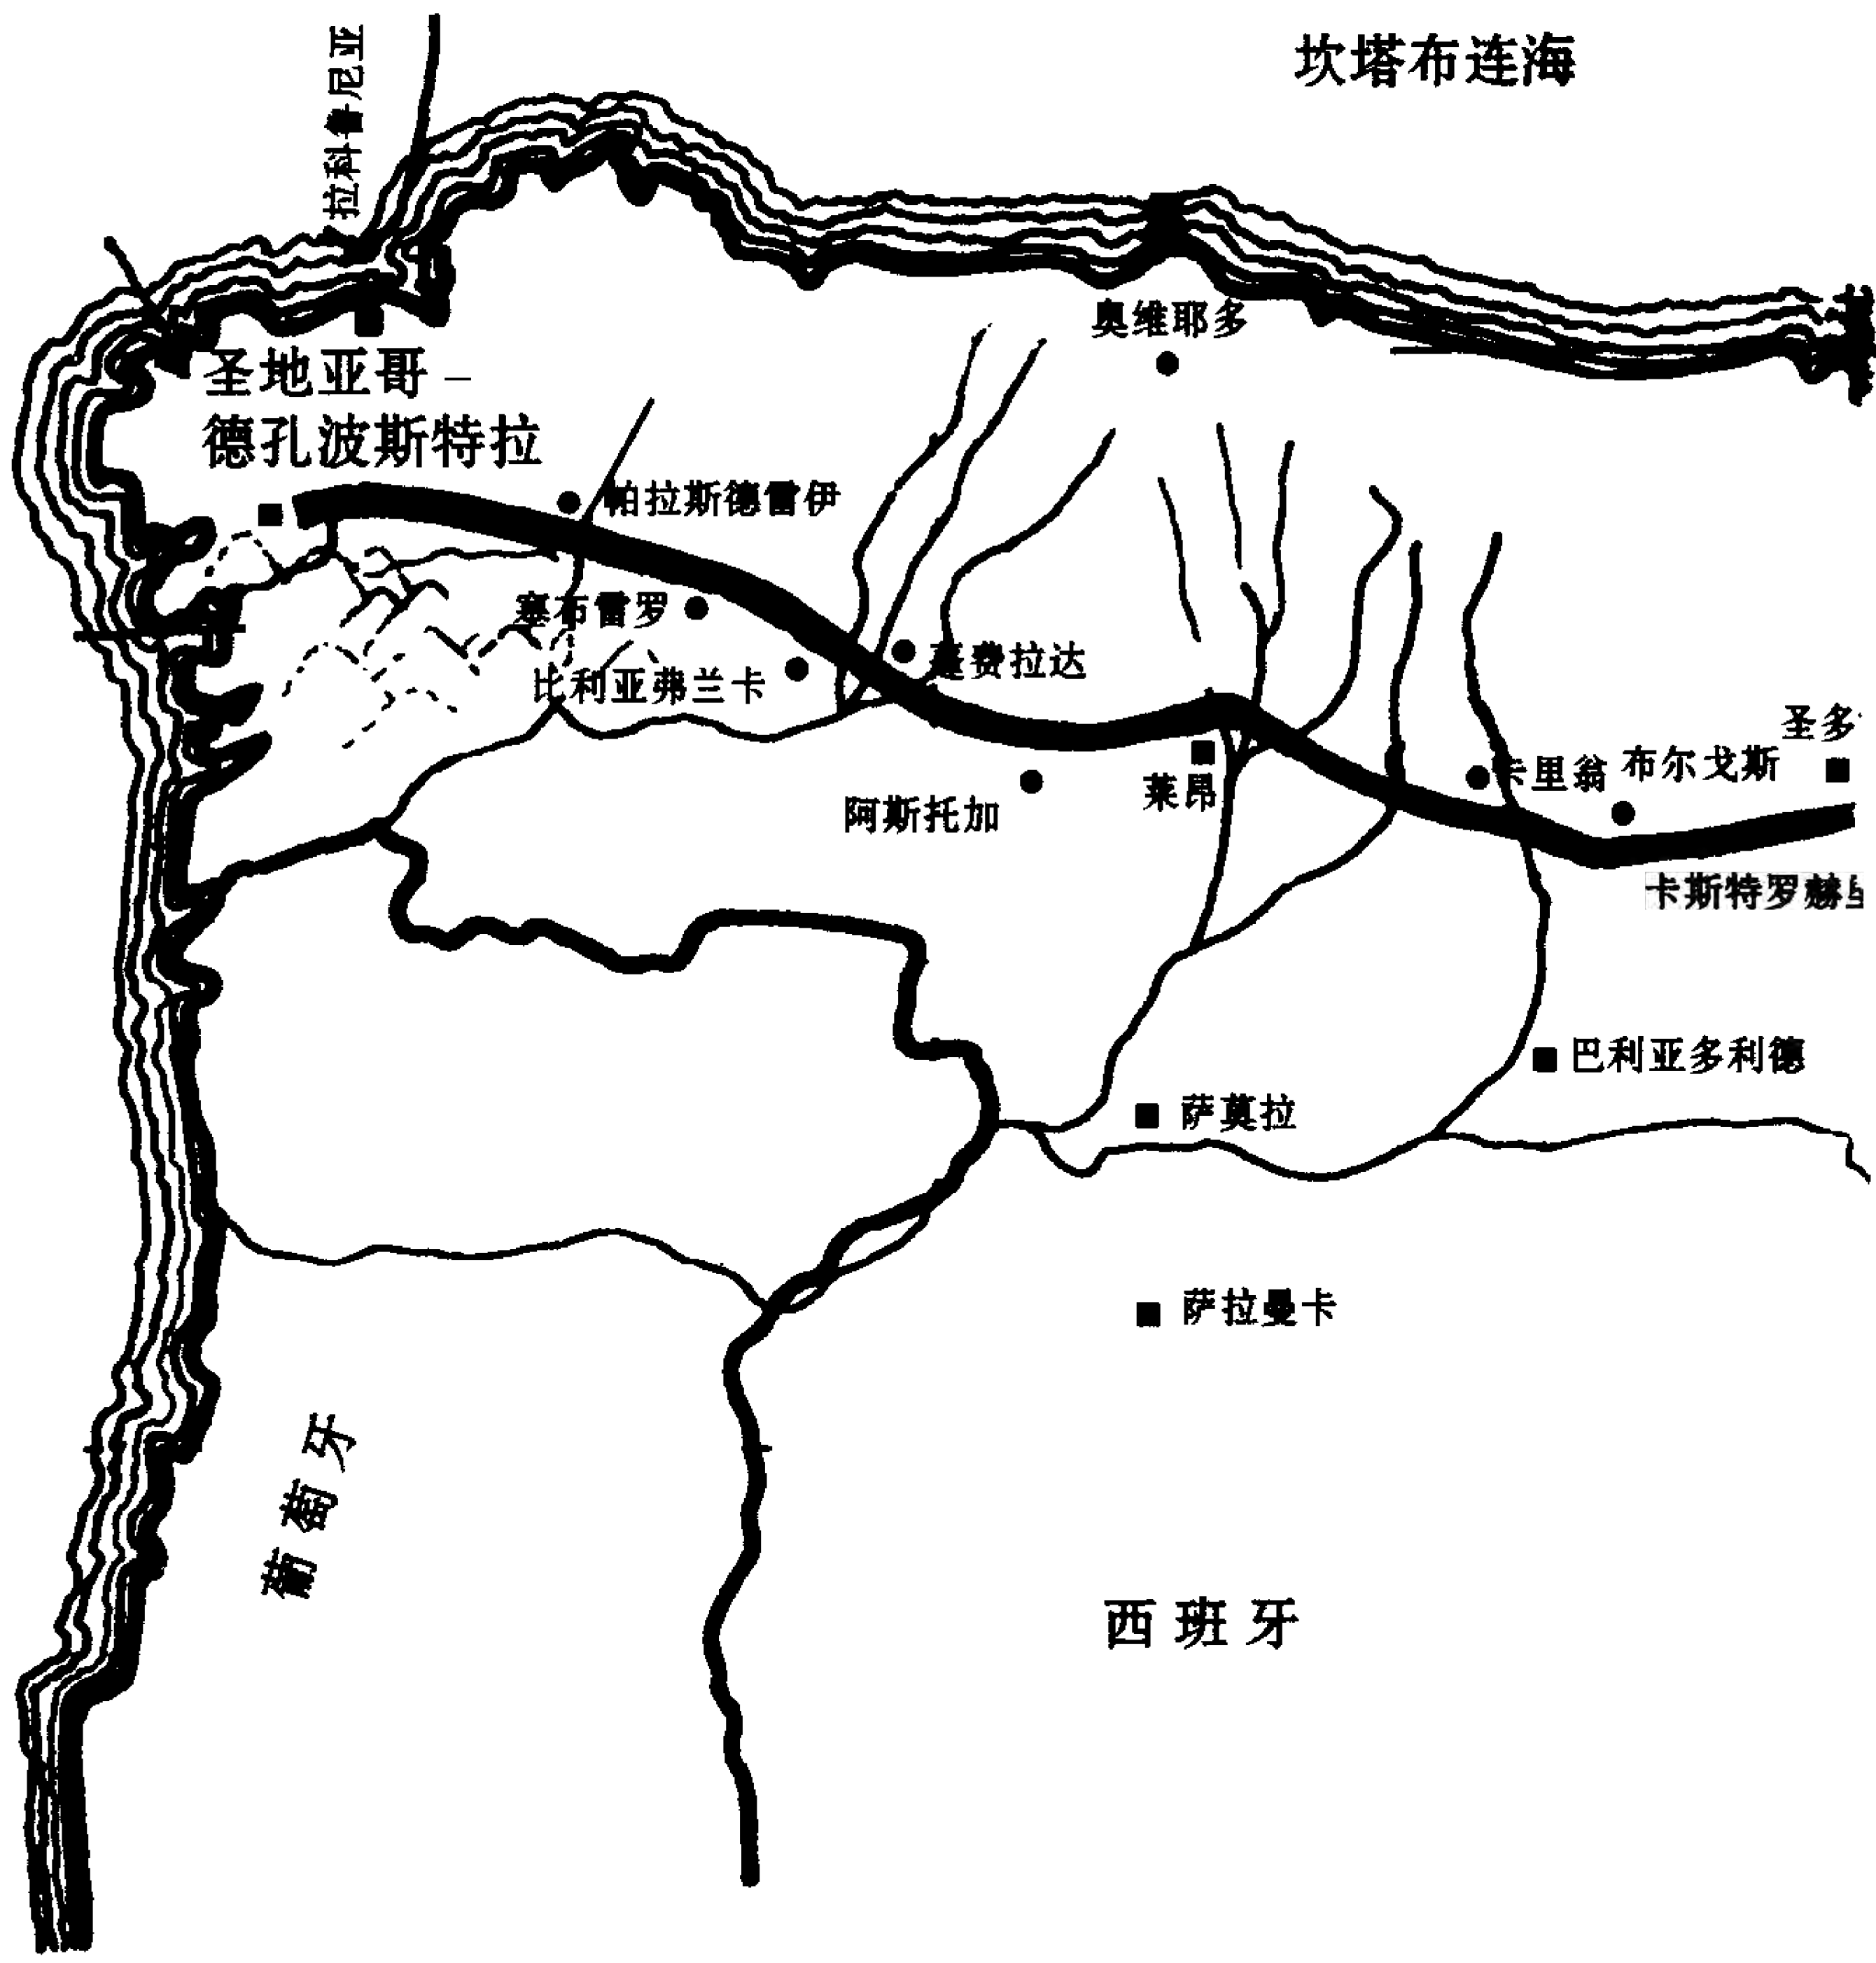 坎塔布连海
拉科鲁尼亚
奥维耶多
圣地亚哥–
德孔波斯特拉
帕拉斯德雷伊
塞布雷罗
费拉达
比利亚弗兰卡
圣多
布尔戈斯
卡里翁
莱昂
阿斯托加
卡斯特罗赫
巴利亚多利德
萨莫拉
萨拉曼卡
葡萄牙
西班牙